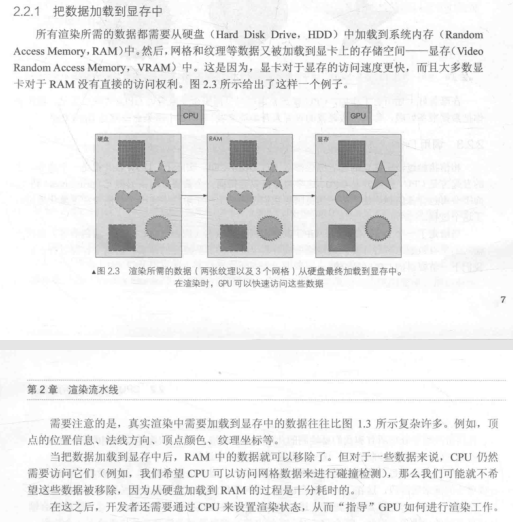 2.2.1 把数据加载到显存中
所有渲染所需的数据都需要从硬盘(Hard Disk Drive,HDD)中加载到系统内存(Random
Access Memory,RAM)中。然后,网格和纹理等数据又被加载到显卡上的存储空间——显存(Video
Random Access Memory,VRAM)中。这是因为,显卡对于显存的访问速度更快,而且大多数显
卡对于 RAM 没有直接的访问权利。图 2.3 所示给出了这样一个例子。
CPU GPU
硬盘 RAM 显存
▲图 2.3 渲染所需的数据(两张纹理以及 3 个网格)从硬盘最终加载到显存中。
在渲染时,GPU 可以快速访问这些数据
7
第 2 章 渲染流水线
需要注意的是,真实渲染中需要加载到显存中的数据往往比图 1.3 所示复杂许多。例如,顶
点的位置信息、法线方向、顶点颜色、纹理坐标等。
当把数据加载到显存中后,RAM 中的数据就可以移除了。但对于一些数据来说,CPU 仍然
需要访问它们(例如,我们希望 CPU 可以访问网格数据来进行碰撞检测),那么我们可能就不希
望这些数据被移除,因为从硬盘加载到 RAM 的过程是十分耗时的。
在这之后,开发者还需要通过 CPU 来设置渲染状态,从而“指导”GPU 如何进行渲染工作。